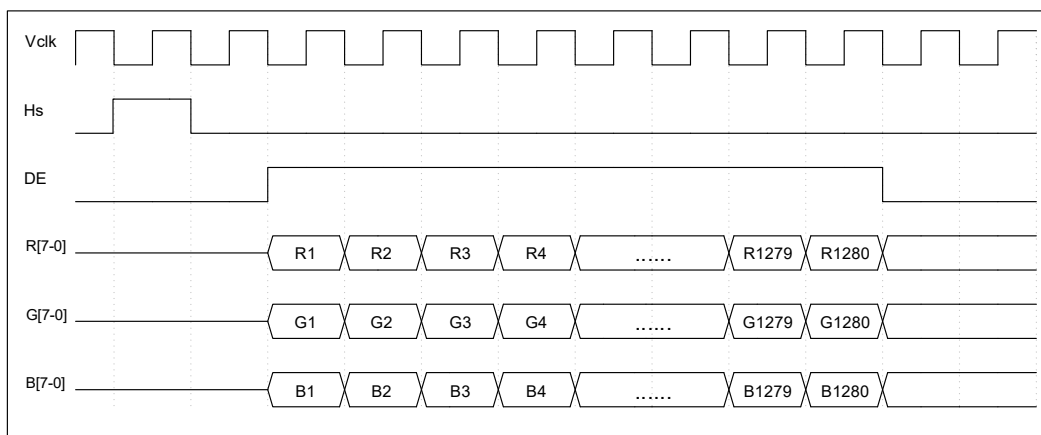 Vclk
Hs
DE
R[7-0] R1 R2 R3 R4 ...... R1279 R1280
G[7-0] G1 G2 G3 G4 ...... G1279 G1280
B[7-0] B1 B2 B3 B4 ...... B1279 B1280